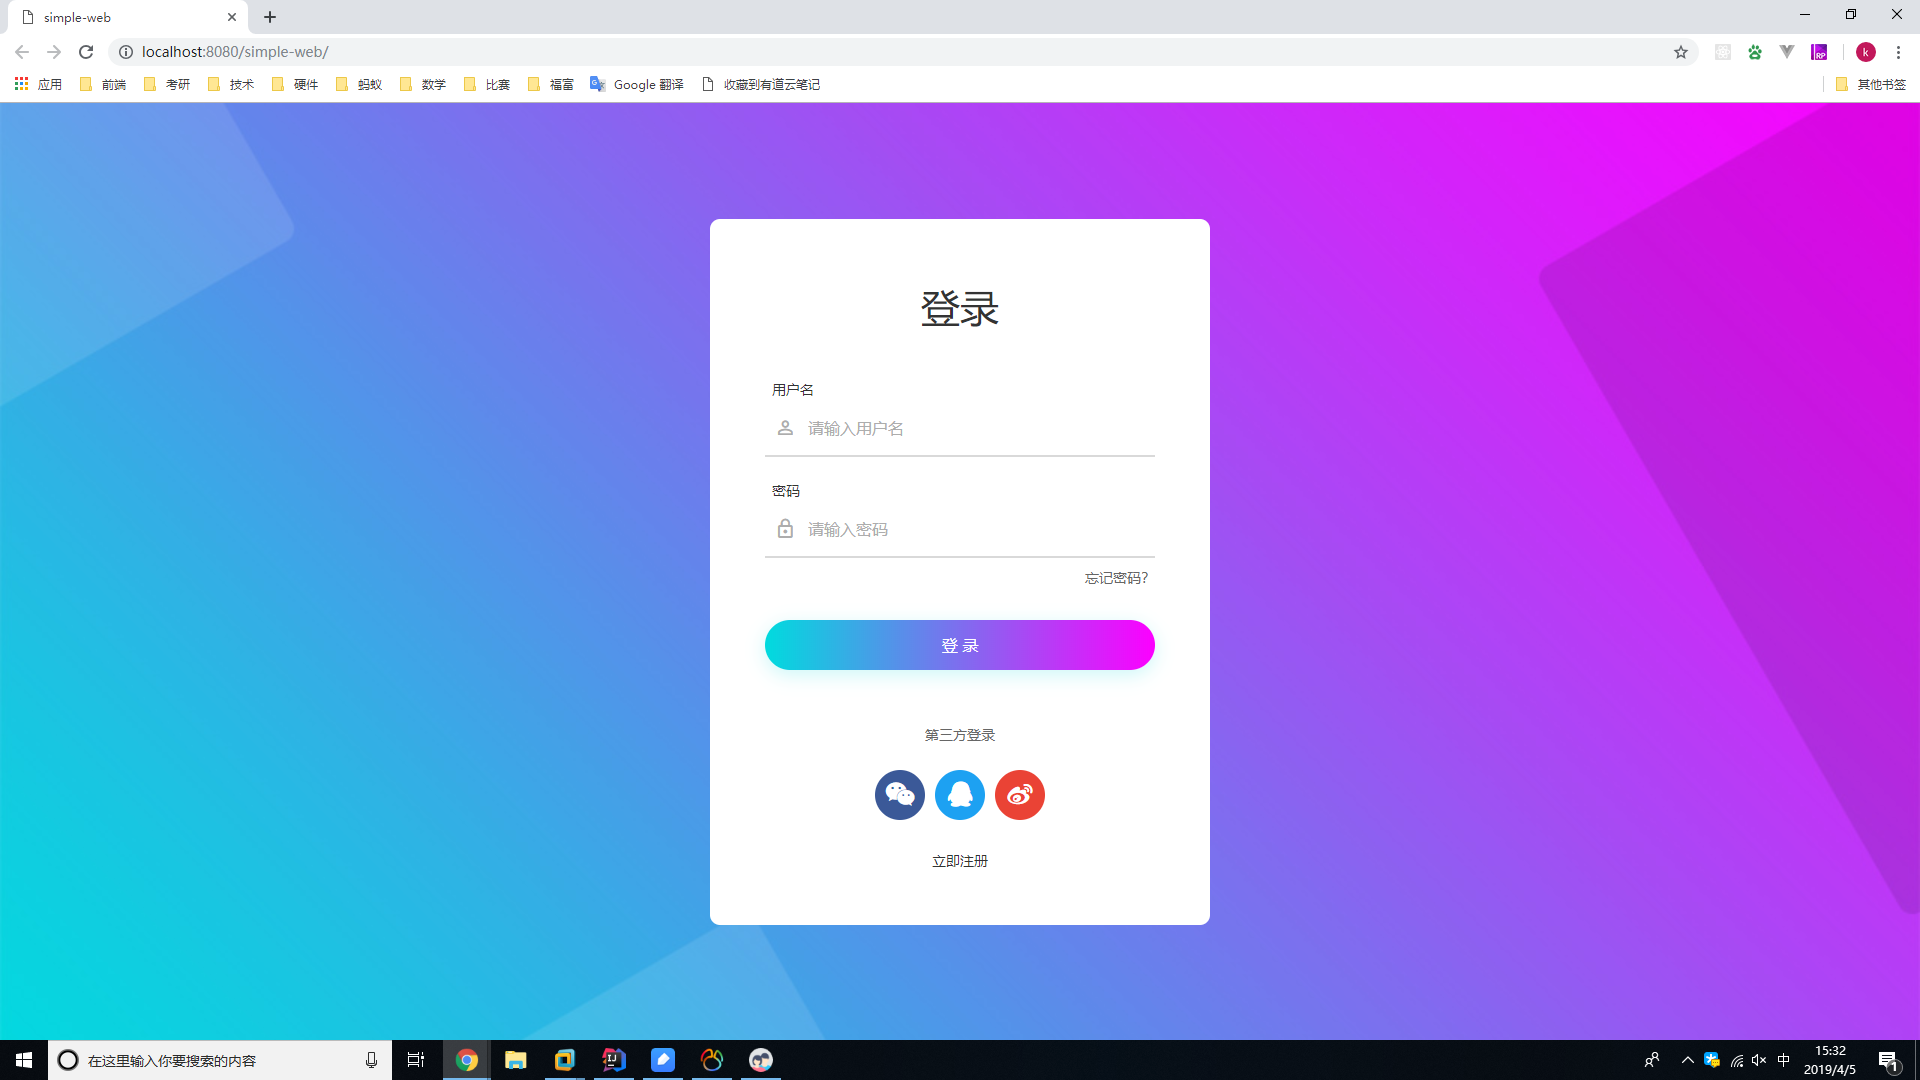 simple-web
localhost:8080/simple-web/
k
应用 前端 考研 技术 硬件 蚂蚁 数学 比赛 福富 Google 翻译 收藏到有道云笔记 其他书签
登录
用户名
请输入用户名
密码
请输入密码
忘记密码?
登 录
第三方登录
立即注册
在这里输入你要搜索的内容
中
15:32
2019/4/5
1